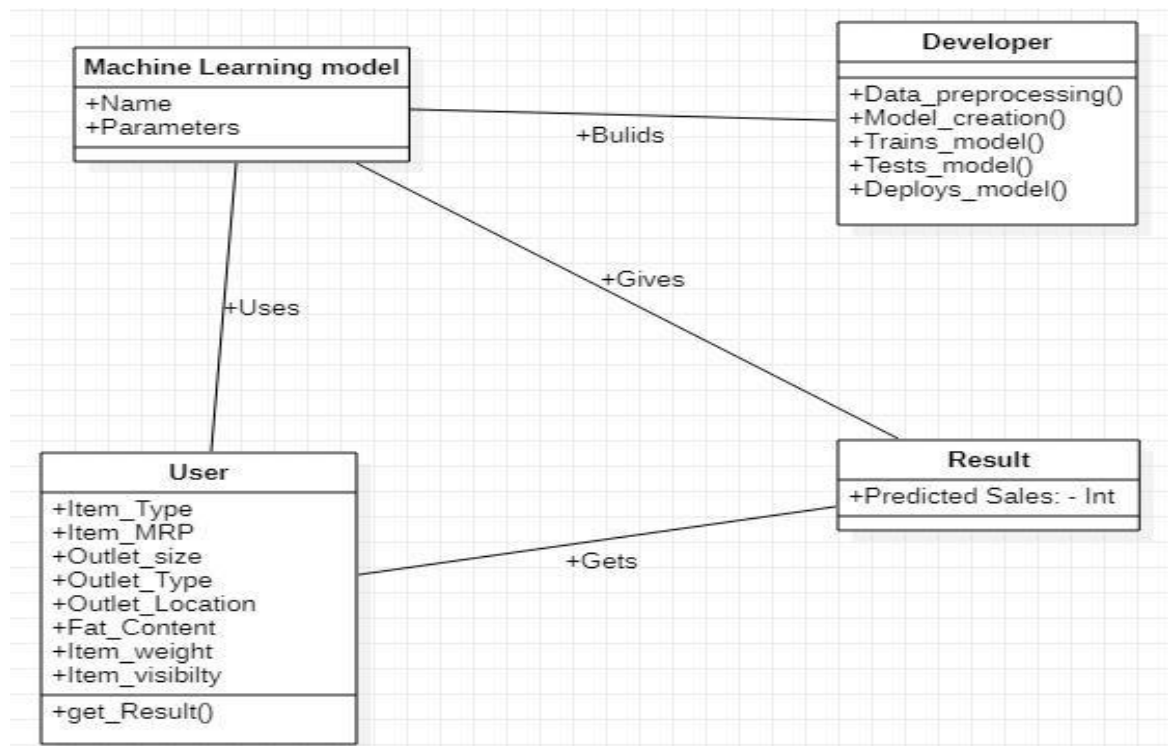 Machine Learning model
+Name
+Parameters
Developer
+Data_preprocessing()
+Model_creation()
+Trains_model()
+Tests_model()
+Deploys_model()
+Bulids
+Gives
+Uses
User
+Item_Type
+Item_MRP
+Outlet_size
+Outlet_Type
+Outlet_Location
+Fat_Content
+Item_weight
+Item_visibilty
+get_Result()
Result
+Predicted Sales: - Int
+Gets